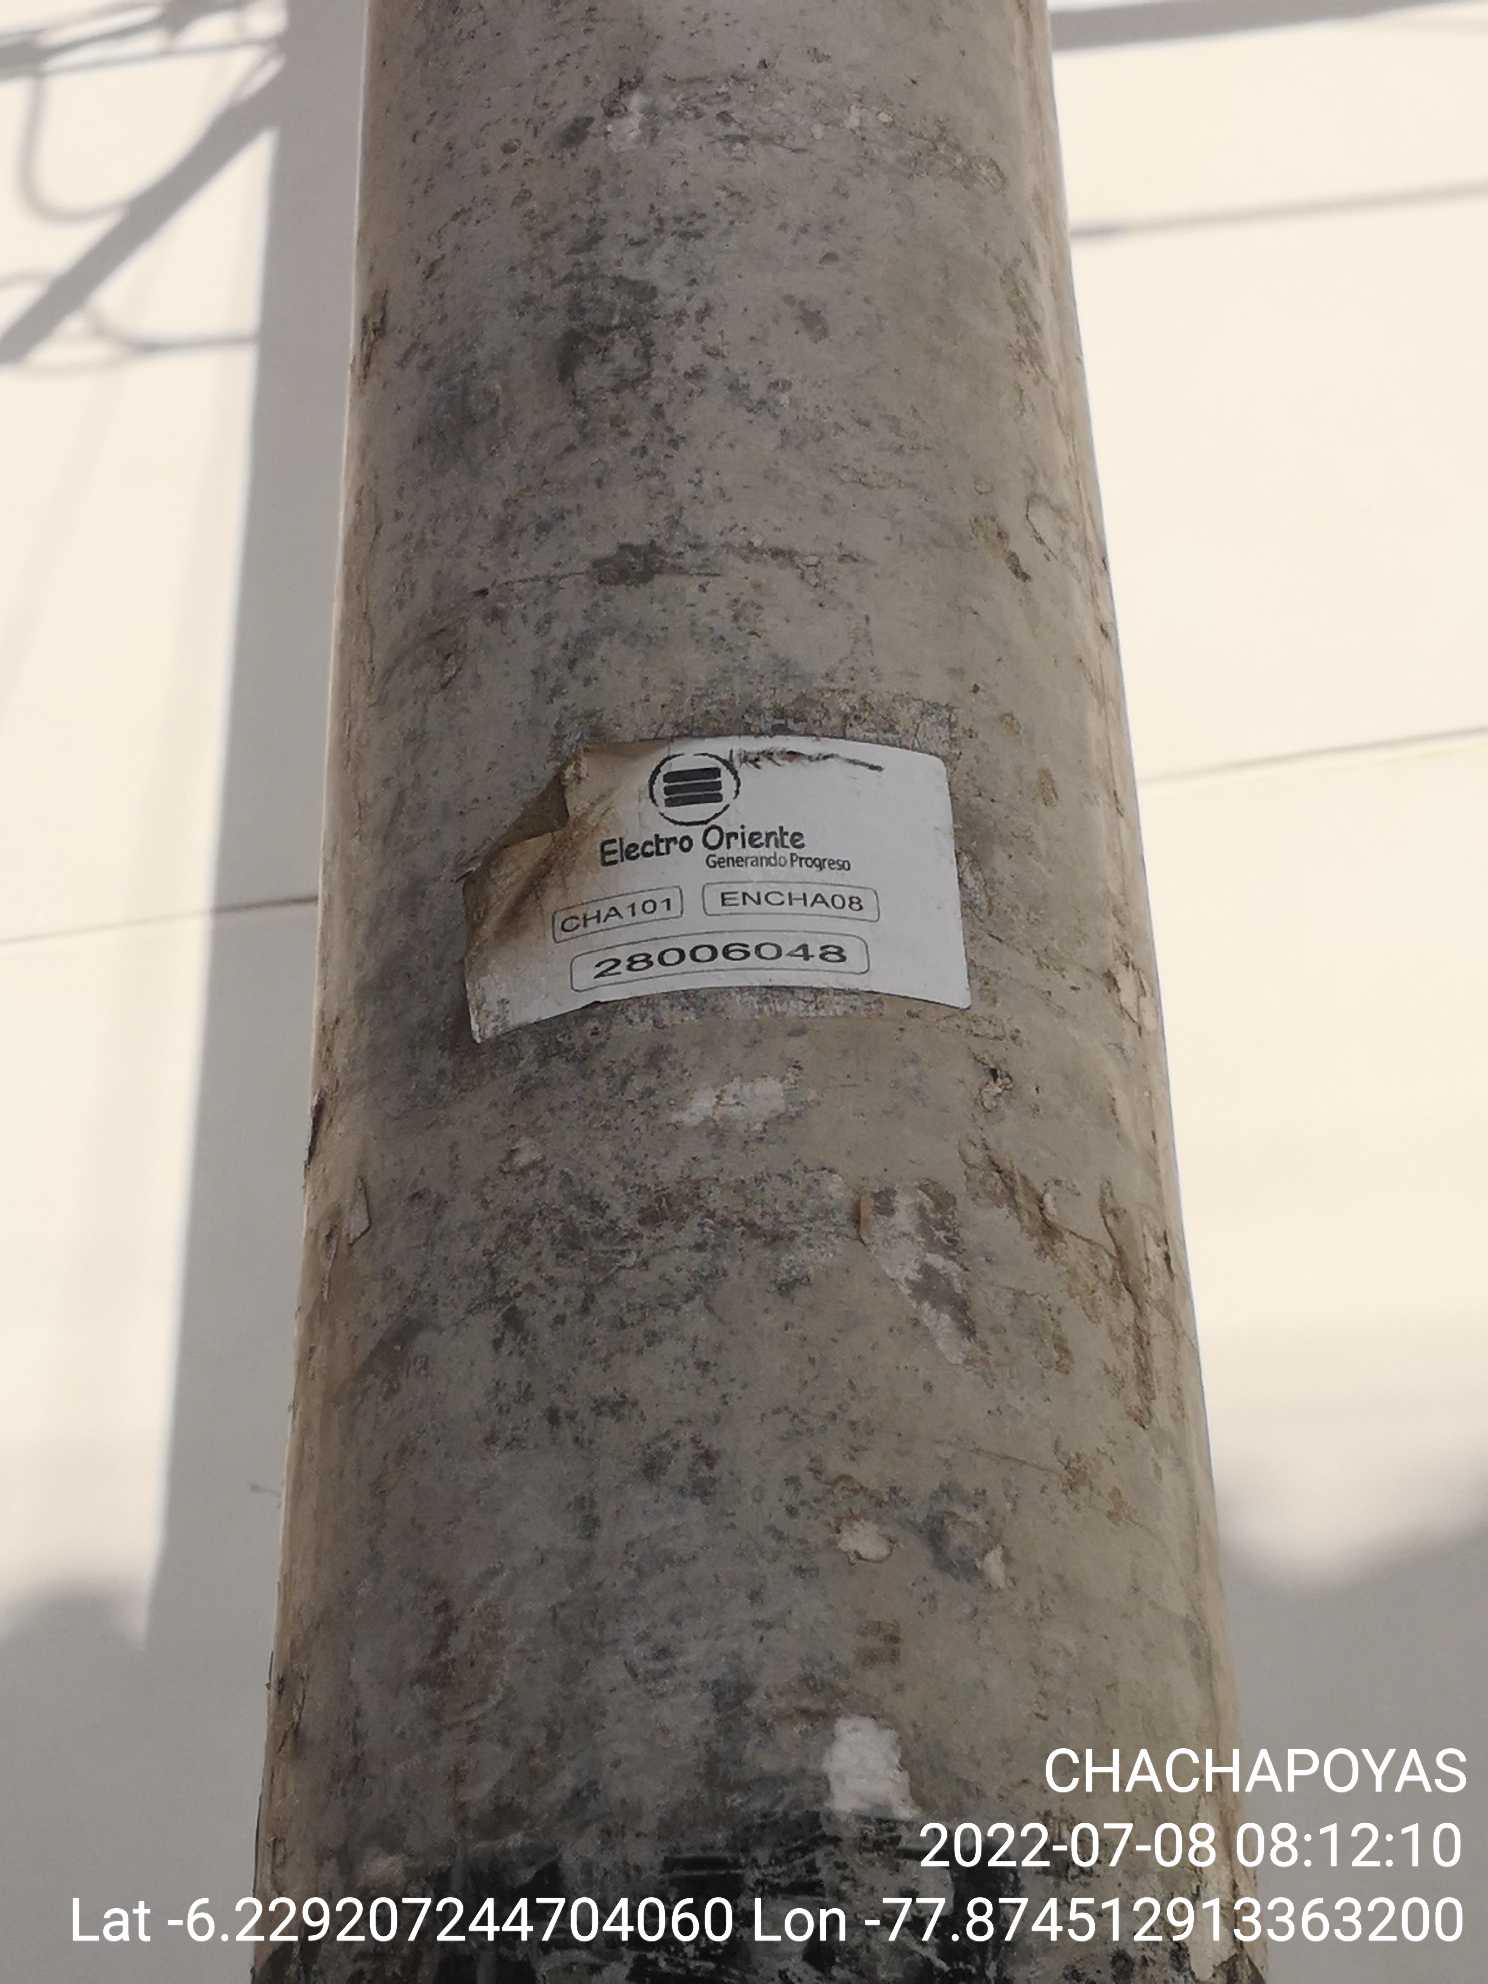 Electro Oriente
Generando Progreso
CHA101 ENCHA08
28006048
CHACHAPOYAS
2022-07-08 08:12:10
Lat -6.229207244704060 Lon -77.874512913363200